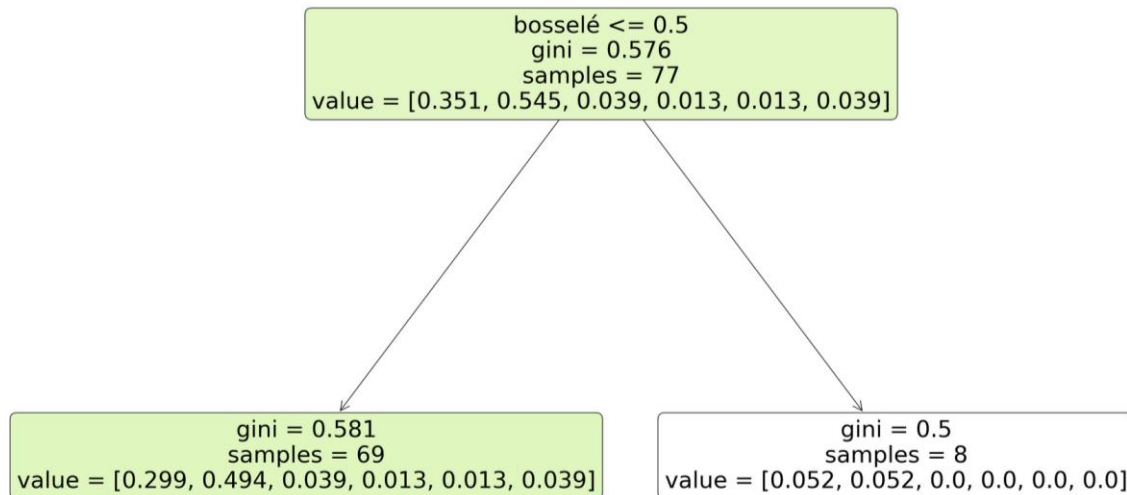 bosselé <= 0.5
gini = 0.576
samples = 77
value = [0.351, 0.545, 0.039, 0.013, 0.013, 0.039]
gini = 0.581
samples = 69
value = [0.299, 0.494, 0.039, 0.013, 0.013, 0.039]
gini = 0.5
samples = 8
value = [0.052, 0.052, 0.0, 0.0, 0.0, 0.0]